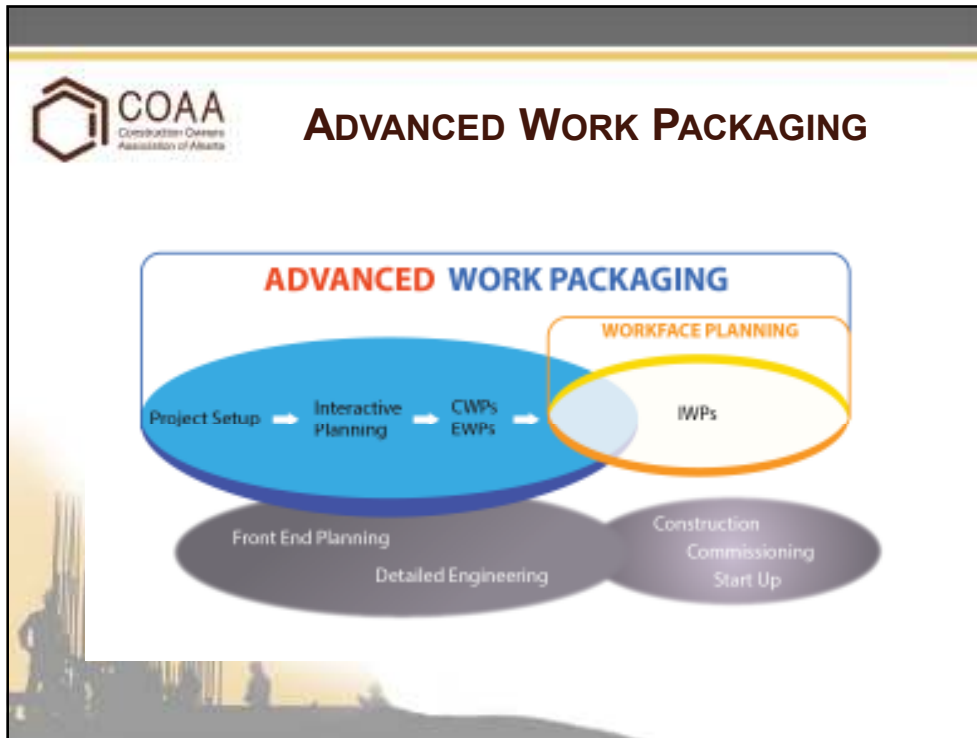 COAA
Construction Owners
Association of Alberta
ADVANCED WORK PACKAGING
ADVANCED WORK PACKAGING
WORKFACE PLANNING
Project Setup
Interactive
Planning
CWPs
EWPs
IWPs
Front End Planning
Detailed Engineering
Construction
Commissioning
Start Up